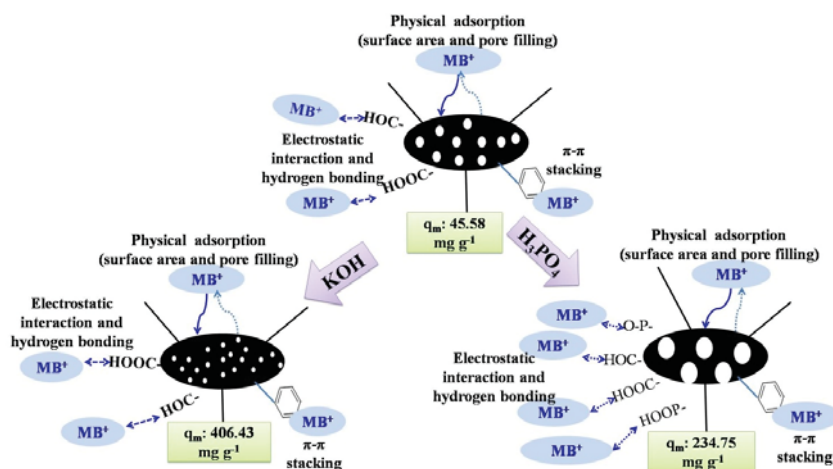 Physical adsorption
(surface area and pore filling)
MB⁺
MB⁺
HOC-
Electrostatic
interaction and
hydrogen bonding
HOOC-
MB⁺
π-π
stacking
MB⁺
qₘ: 45.58
mg g⁻¹
KOH
H₃PO₄
Physical adsorption
(surface area and pore filling)
MB⁺
Electrostatic
interaction and
hydrogen bonding
MB⁺
HOOC-
MB⁺
HOC-
qₘ: 406.43
mg g⁻¹
MB⁺
π-π
stacking
Physical adsorption
(surface area and pore filling)
MB⁺
MB⁺
O-P-
MB⁺
HOC-
Electrostatic
interaction and
hydrogen bonding
HOOC-
MB⁺
HOOP-
MB⁺
qₘ: 234.75
mg g⁻¹
MB⁺
π-π
stacking